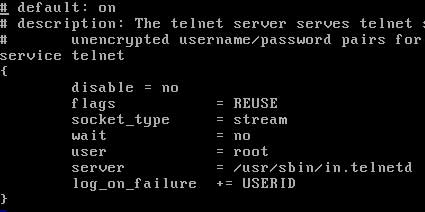 # default: on
# description: The telnet server serves telnet s
#       unencrypted username/password pairs for
service telnet
{
        disable = no
        flags           = REUSE
        socket_type     = stream
        wait            = no
        user            = root
        server          = /usr/sbin/in.telnetd
        log_on_failure  += USERID
}